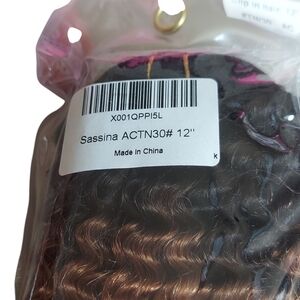 X001QPPI5L
Sassina ACTN30# 12''
Made in China
k